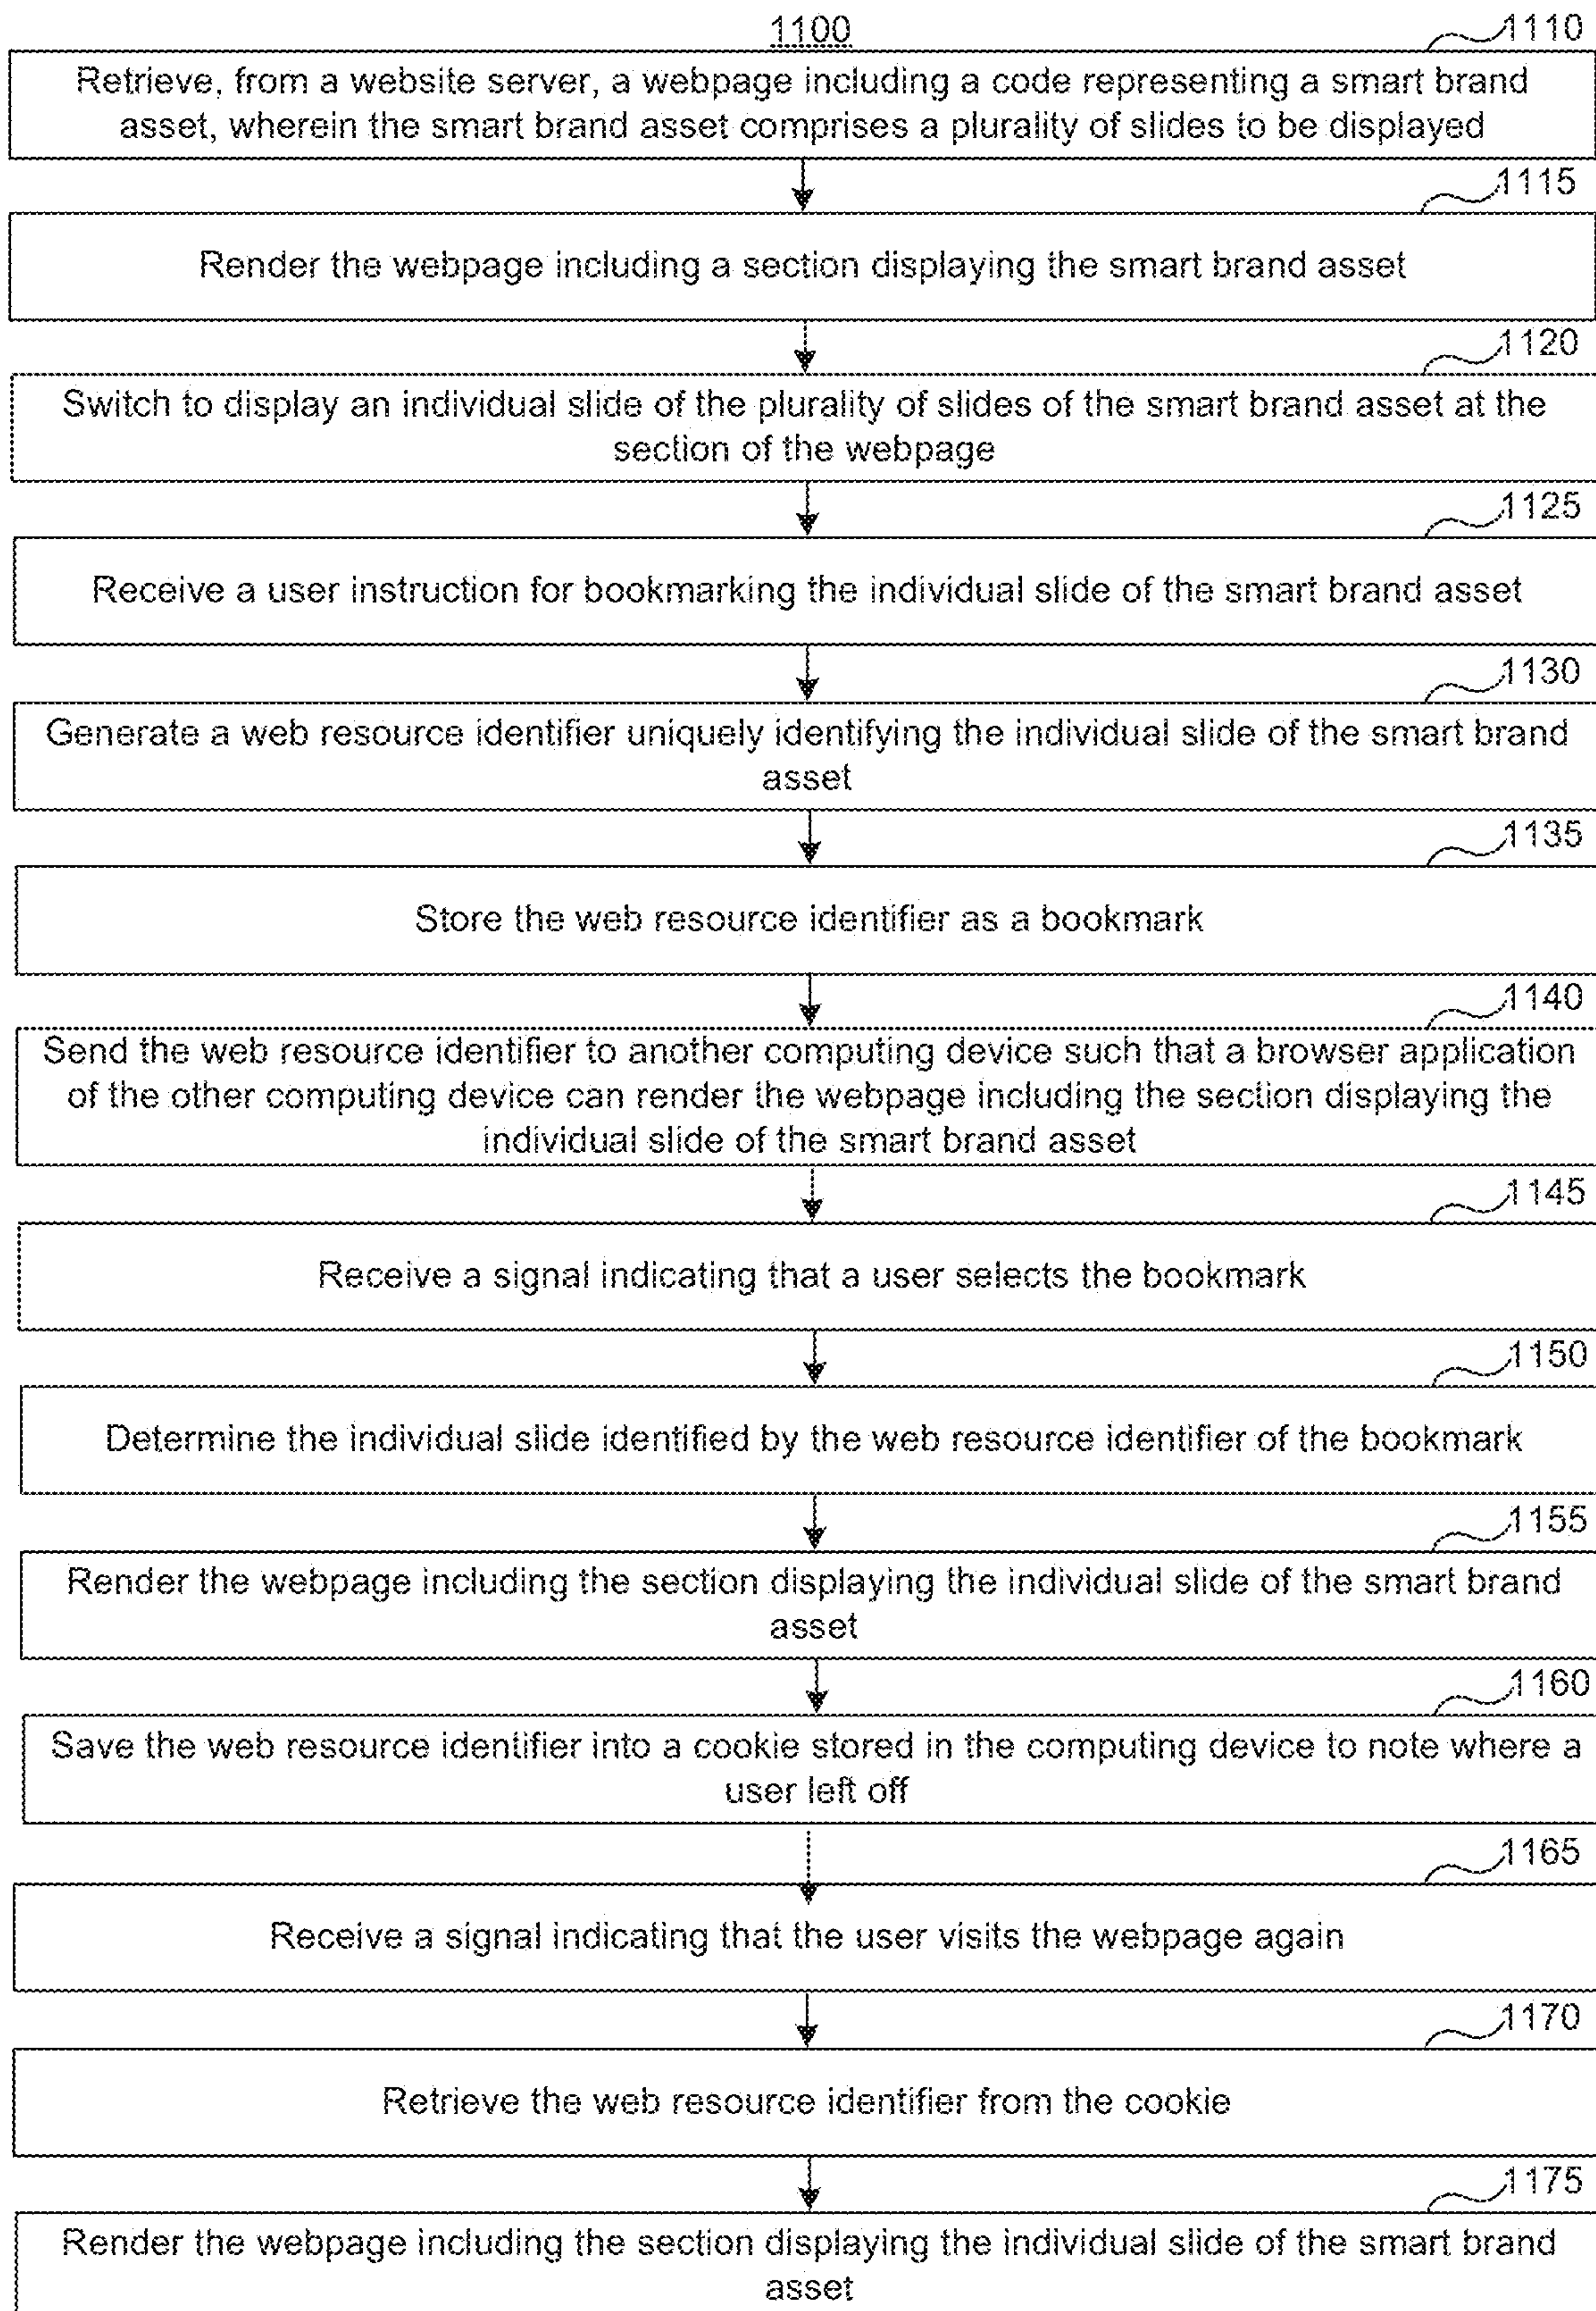 1100
1110
Retrieve, from a website server, a webpage including a code representing a smart brand
asset, wherein the smart brand asset comprises a plurality of slides to be displayed
1115
Render the webpage including a section displaying the smart brand asset
1120
Switch to display an individual slide of the plurality of slides of the smart brand asset at the
section of the webpage
1125
Receive a user instruction for bookmarking the individual slide of the smart brand asset
1130
Generate a web resource identifier uniquely identifying the individual slide of the smart brand
asset
1135
Store the web resource identifier as a bookmark
1140
Send the web resource identifier to another computing device such that a browser application
of the other computing device can render the webpage including the section displaying the
individual slide of the smart brand asset
1145
Receive a signal indicating that a user selects the bookmark
1150
Determine the individual slide identified by the web resource identifier of the bookmark
1155
Render the webpage including the section displaying the individual slide of the smart brand
asset
1160
Save the web resource identifier into a cookie stored in the computing device to note where a
user left off
1165
Receive a signal indicating that the user visits the webpage again
1170
Retrieve the web resource identifier from the cookie
1175
Render the webpage including the section displaying the individual slide of the smart brand
asset